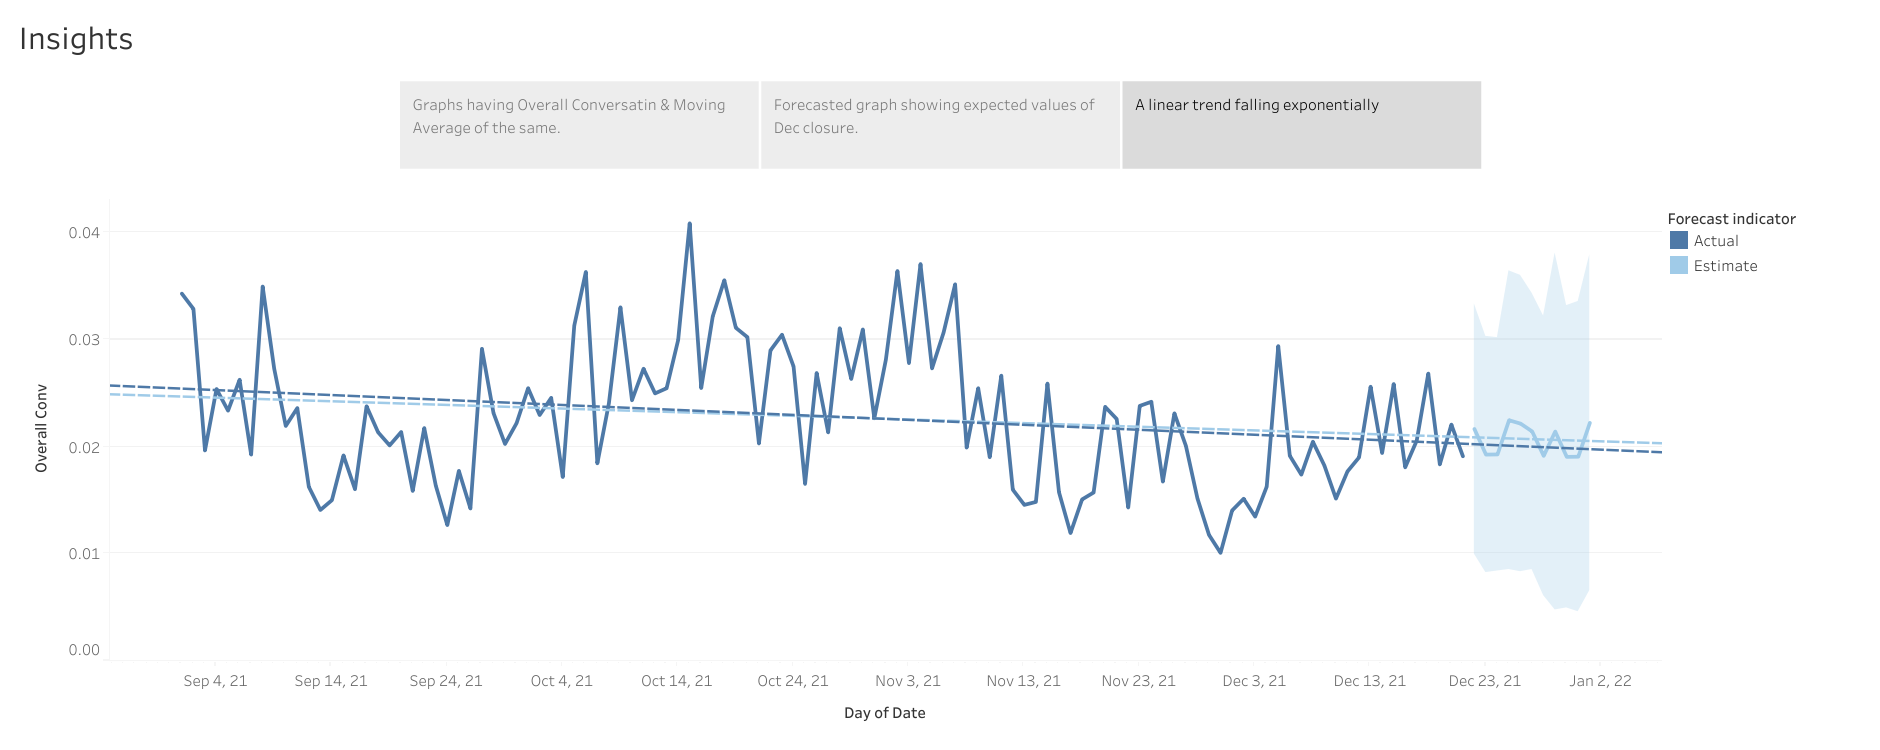 Insights
Graphs having Overall Conversatin & Moving
Average of the same.
Forecasted graph showing expected values of
Dec closure.
A linear trend falling exponentially
Forecast indicator
Actual
Estimate
Overall Conv
0.04
0.03
0.02
0.01
0.00
Sep 4, 21
Sep 14, 21
Sep 24, 21
Oct 4, 21
Oct 14, 21
Oct 24, 21
Nov 3, 21
Nov 13, 21
Nov 23, 21
Dec 3, 21
Dec 13, 21
Dec 23, 21
Jan 2, 22
Day of Date